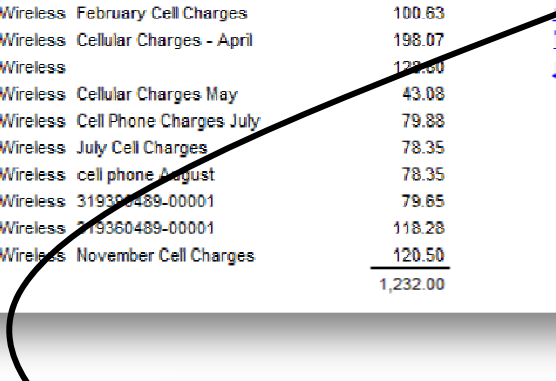 Wireless February Cell Charges 100.63
Wireless Cellular Charges - April 198.07
Wireless
Wireless Cellular Charges May 43.08
Wireless Cell Phone Charges July 79.88
Wireless July Cell Charges 78.35
Wireless cell phone August 78.35
Wireless 79.65
Wireless 319360489-00001 118.28
Wireless November Cell Charges 120.50
1,232.00